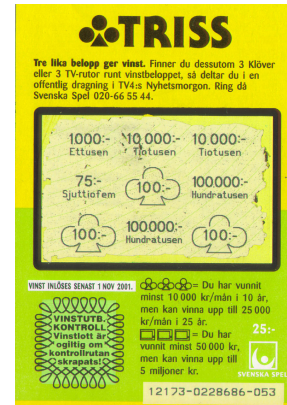 TRISS
Tre lika belopp ger vinst. Finner du dessutom 3 Klöver
eller 3 TV-rutor runt vinstbeloppet, så deltar du i en
offentlig dragning i TV4:s Nyhetsmorgon. Ring då
Svenska Spel 020-66 55 44.
1000:- 10.000:- 10.000:-
Ettusen Tiotusen Tiotusen
75:- 100:- 100.000:-
Sjuttiofem Hundratusen
100:- 100.000:- 100:-
Hundratusen
VINST INLÖSES SENAST 1 NOV 2001.
VINSTUTB.
KONTROLL
Vinstlott är
ogiltig om
kontrollrutan
skrapats!
= Du har vunnit
minst 10 000 kr/mån i 10 år,
men kan vinna upp till 25 000
kr/mån i 25 år.
= Du har
vunnit minst 50 000 kr,
men kan vinna upp till
5 miljoner kr.
25:-
SVENSKA SPEL
12173-0228686-053